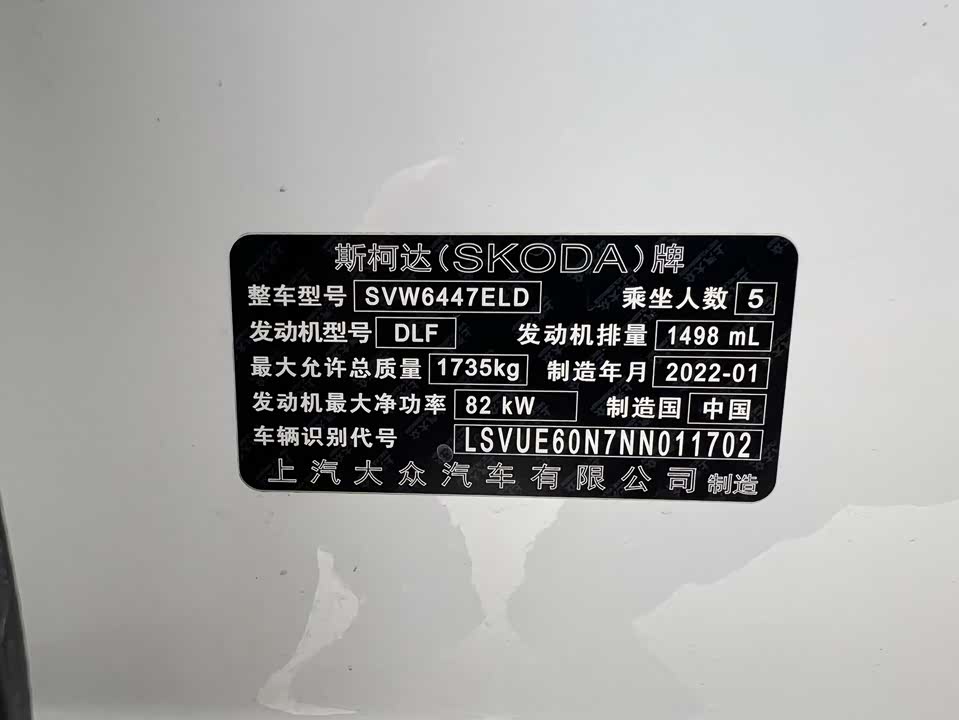 斯柯达(SKODA)牌
整车型号 SVW6447ELD 乘坐人数 5
发动机型号 DLF 发动机排量 1498 mL
最大允许总质量 1735kg 制造年月 2022-01
发动机最大净功率 82 kW 制造国 中国
车辆识别代号 LSVUE60N7NN011702
上汽大众汽车有限公司 制造